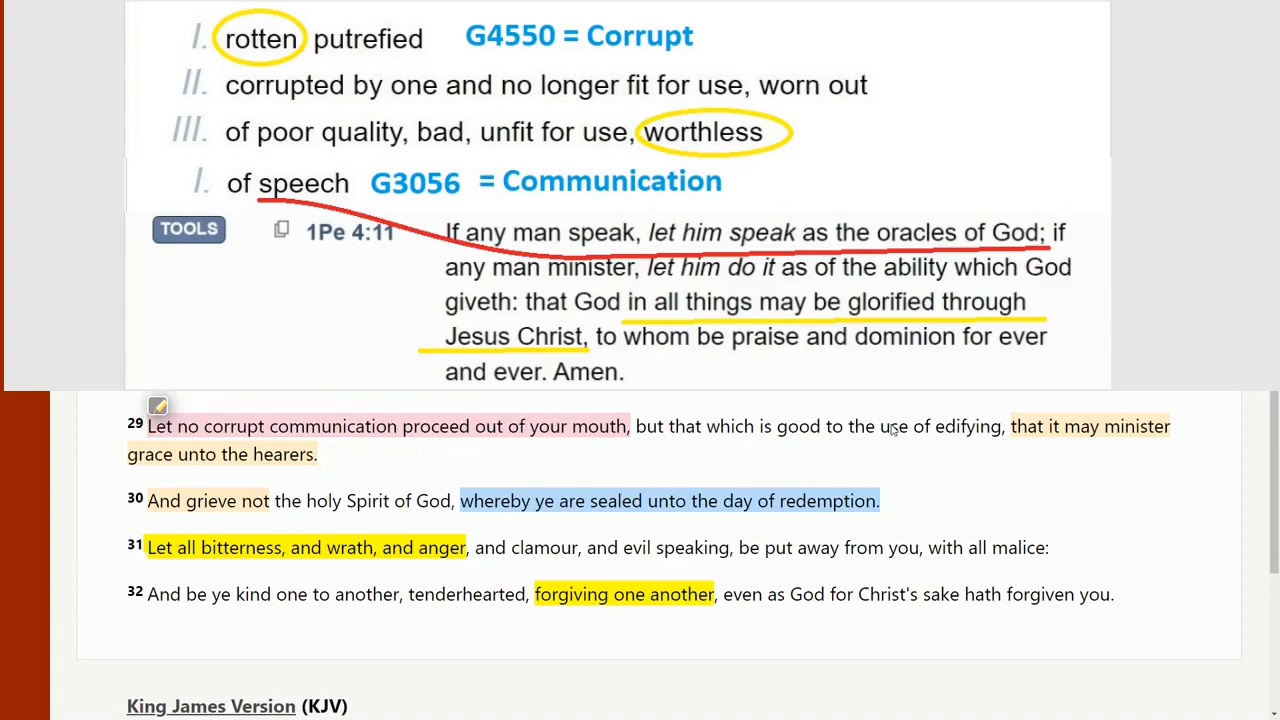 I. rotten putrefied G4550 = Corrupt
II. corrupted by one and no longer fit for use, worn out
III. of poor quality, bad, unfit for use, worthless
I. of speech G3056 = Communication
TOOLS 1Pe 4:11 If any man speak, let him speak as the oracles of God; if
any man minister, let him do it as of the ability which God
giveth: that God in all things may be glorified through
Jesus Christ, to whom be praise and dominion for ever
and ever. Amen.
29 Let no corrupt communication proceed out of your mouth, but that which is good to the use of edifying, that it may minister
grace unto the hearers.
30 And grieve not the holy Spirit of God, whereby ye are sealed unto the day of redemption.
31 Let all bitterness, and wrath, and anger, and clamour, and evil speaking, be put away from you, with all malice:
32 And be ye kind one to another, tenderhearted, forgiving one another, even as God for Christ's sake hath forgiven you.
King James Version (KJV)